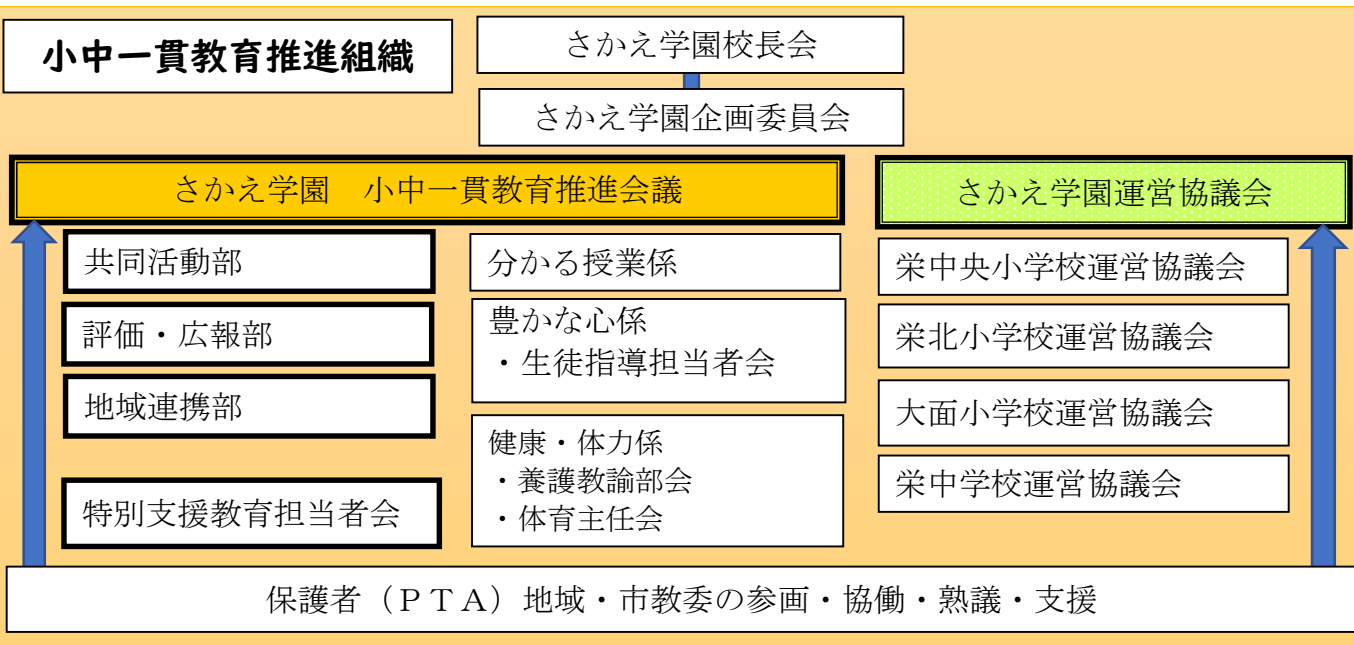 小中一貫教育推進組織
さかえ学園校長会
さかえ学園企画委員会
さかえ学園　小中一貫教育推進会議
共同活動部
評価・広報部
地域連携部
特別支援教育担当者会
分かる授業係
豊かな心係
・生徒指導担当者会
健康・体力係
・養護教諭部会
・体育主任会
さかえ学園運営協議会
栄中央小学校運営協議会
栄北小学校運営協議会
大面小学校運営協議会
栄中学校運営協議会
保護者（ＰＴＡ）地域・市教委の参画・協働・熟議・支援